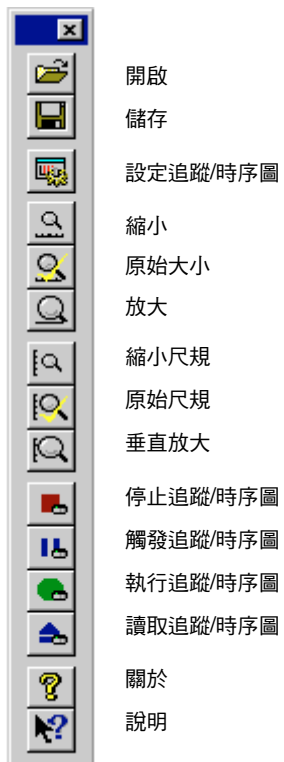 開啟
儲存
設定追蹤/時序圖
縮小
原始大小
放大
縮小尺規
原始尺規
垂直放大
停止追蹤/時序圖
觸發追蹤/時序圖
執行追蹤/時序圖
讀取追蹤/時序圖
關於
說明